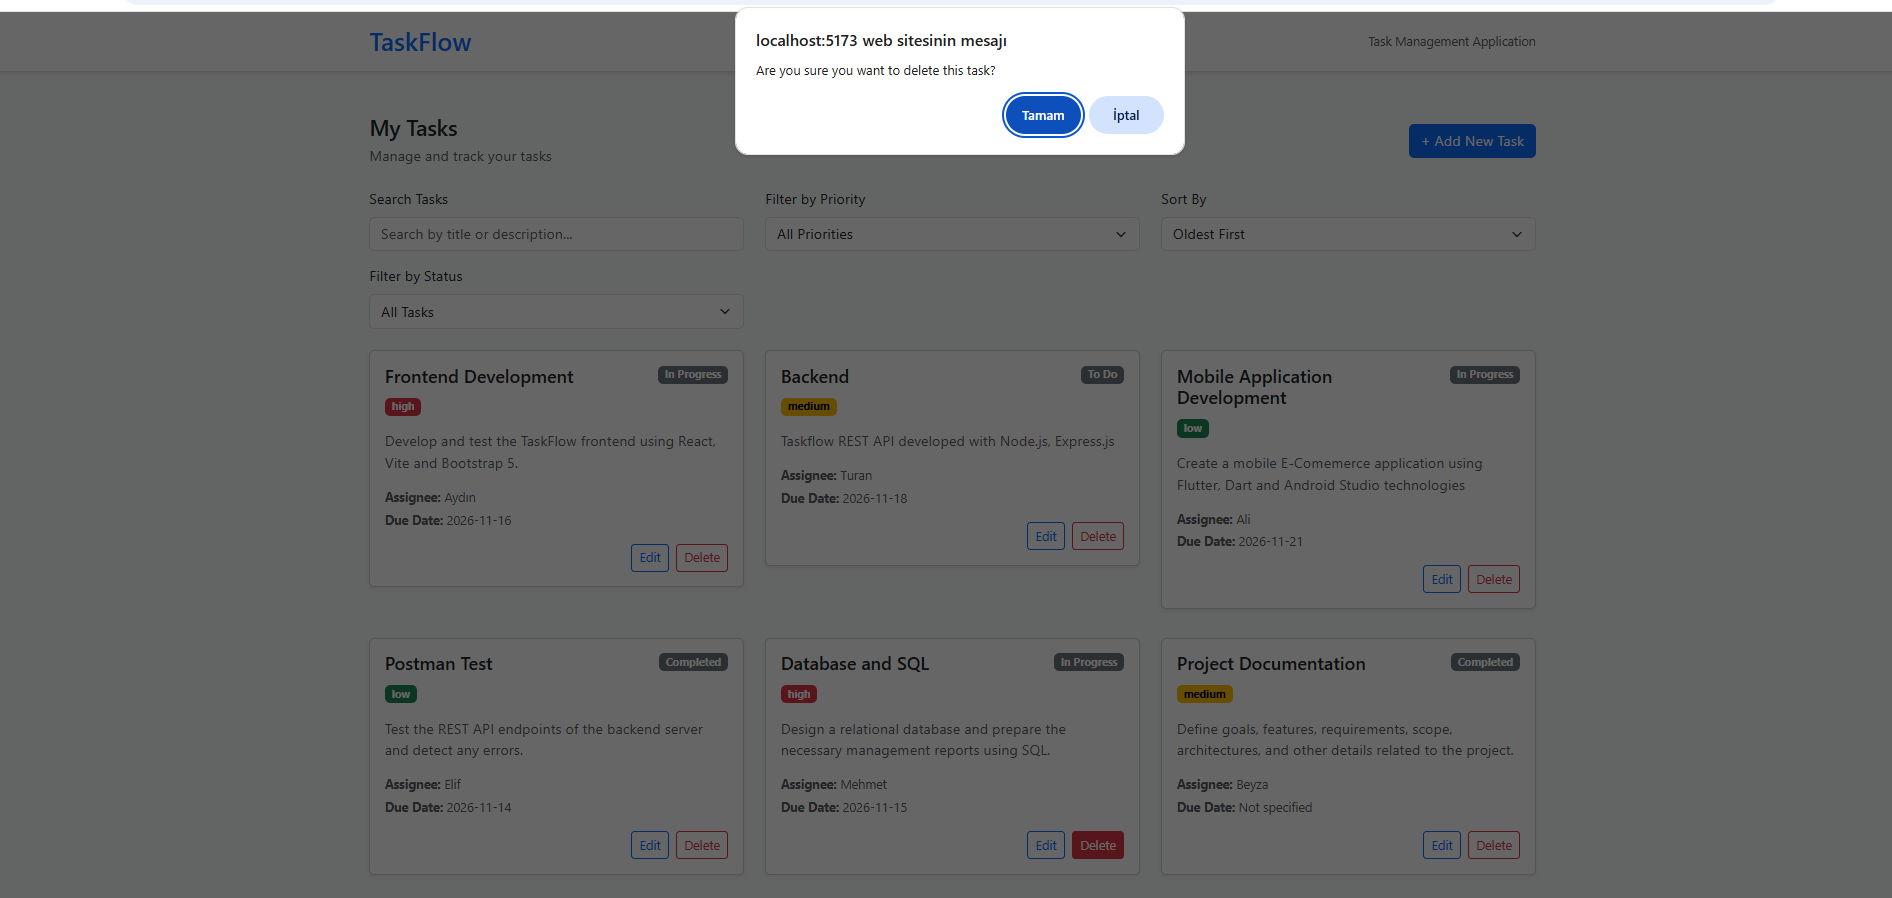 TaskFlow
Task Management Application
localhost:5173 web sitesinin mesajı
Are you sure you want to delete this task?
Tamam
İptal
My Tasks
Manage and track your tasks
+ Add New Task
Search Tasks
Search by title or description...
Filter by Priority
All Priorities
Sort By
Oldest First
Filter by Status
All Tasks
Frontend Development
In Progress
high
Develop and test the TaskFlow frontend using React,
Vite and Bootstrap 5.
Assignee: Aydın
Due Date: 2026-11-16
Edit
Delete
Backend
To Do
medium
Taskflow REST API developed with Node.js, Express.js
Assignee: Turan
Due Date: 2026-11-18
Edit
Delete
Mobile Application
Development
In Progress
low
Create a mobile E-Comemerce application using
Flutter, Dart and Android Studio technologies
Assignee: Ali
Due Date: 2026-11-21
Edit
Delete
Postman Test
Completed
low
Test the REST API endpoints of the backend server
and detect any errors.
Assignee: Elif
Due Date: 2026-11-14
Edit
Delete
Database and SQL
In Progress
high
Design a relational database and prepare the
necessary management reports using SQL.
Assignee: Mehmet
Due Date: 2026-11-15
Edit
Delete
Project Documentation
Completed
medium
Define goals, features, requirements, scope,
architectures, and other details related to the project.
Assignee: Beyza
Due Date: Not specified
Edit
Delete